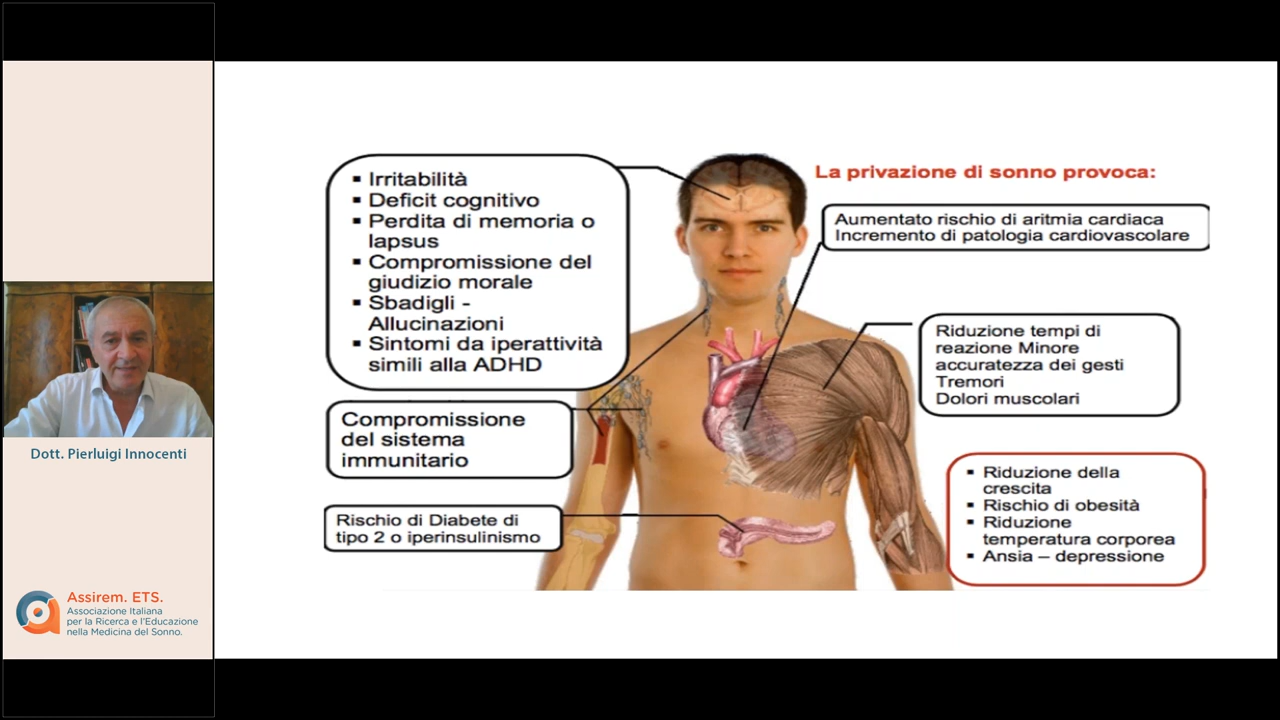 La privazione di sonno provoca:
▪ Irritabilità
▪ Deficit cognitivo
▪ Perdita di memoria o
lapsus
▪ Compromissione del
giudizio morale
▪ Sbadigli -
Allucinazioni
▪ Sintomi da iperattività
simili alla ADHD
Compromissione
del sistema
immunitario
Rischio di Diabete di
tipo 2 o iperinsulinismo
Aumentato rischio di aritmia cardiaca
Incremento di patologia cardiovascolare
Riduzione tempi di
reazione Minore
accuratezza dei gesti
Tremori
Dolori muscolari
▪ Riduzione della
crescita
▪ Rischio di obesità
▪ Riduzione
temperatura corporea
▪ Ansia – depressione
Dott. Pierluigi Innocenti
Assirem. ETS.
Associazione Italiana
per la Ricerca e l'Educazione
nella Medicina del Sonno.